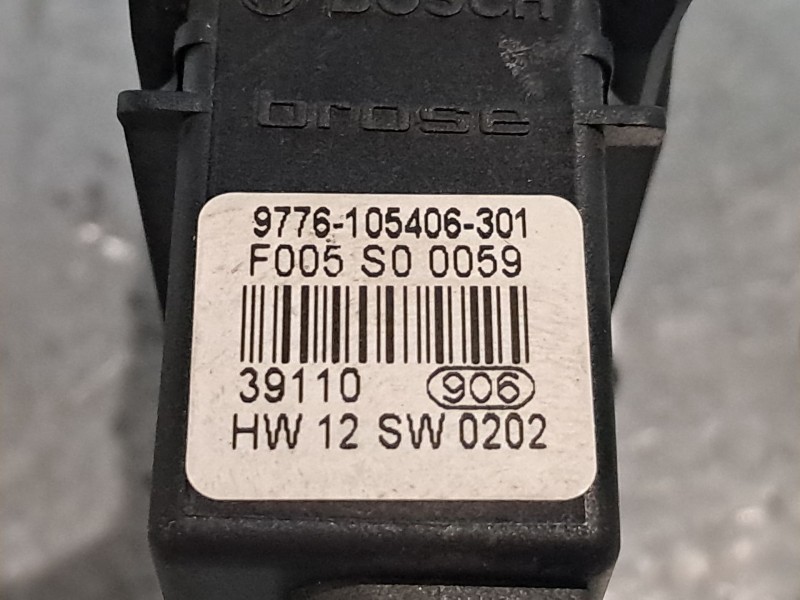 BOSCH
brose
9776-105406-301
F005 S0 0059
39110 906
HW 12 SW 0202